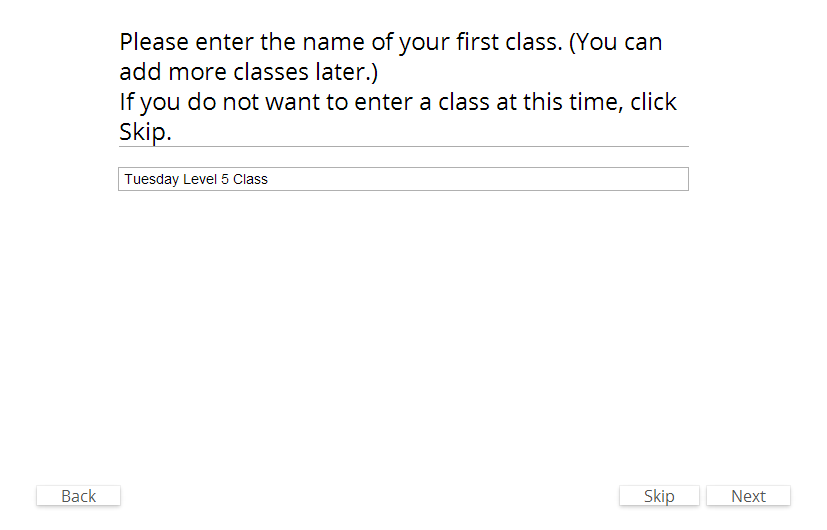 Please enter the name of your first class. (You can
add more classes later.)
If you do not want to enter a class at this time, click
Skip.
Tuesday Level 5 Class
Back
Skip
Next